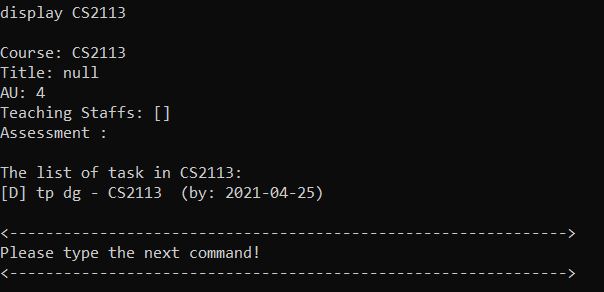 display CS2113
Course: CS2113
Title: null
AU: 4
Teaching Staffs: []
Assessment :
The list of task in CS2113:
[D] tp dg - CS2113  (by: 2021-04-25)
<------------------------------------------------------------->
Please type the next command!
<------------------------------------------------------------->